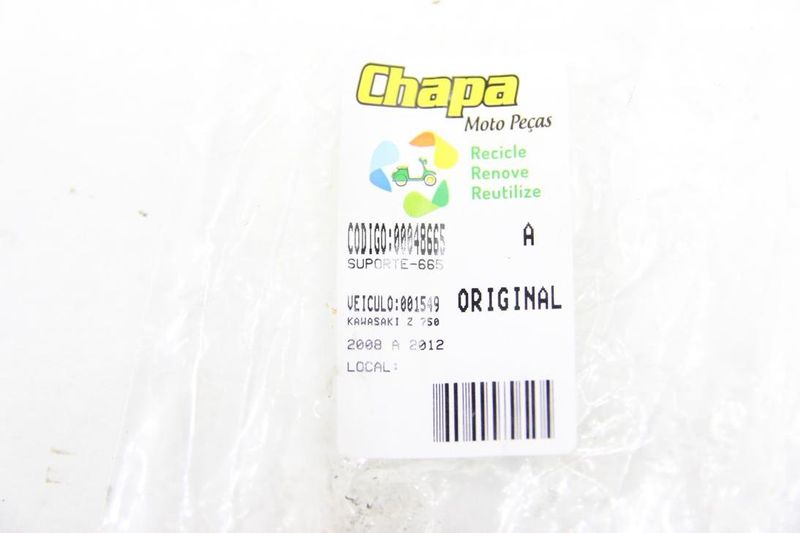 Chapa
Moto Peças
Recicle
Renove
Reutilize
CODIGO:00048665 A
SUPORTE-665
VEICULO:001549 ORIGINAL
KAWASAKI Z 750
2008 A 2012
LOCAL: